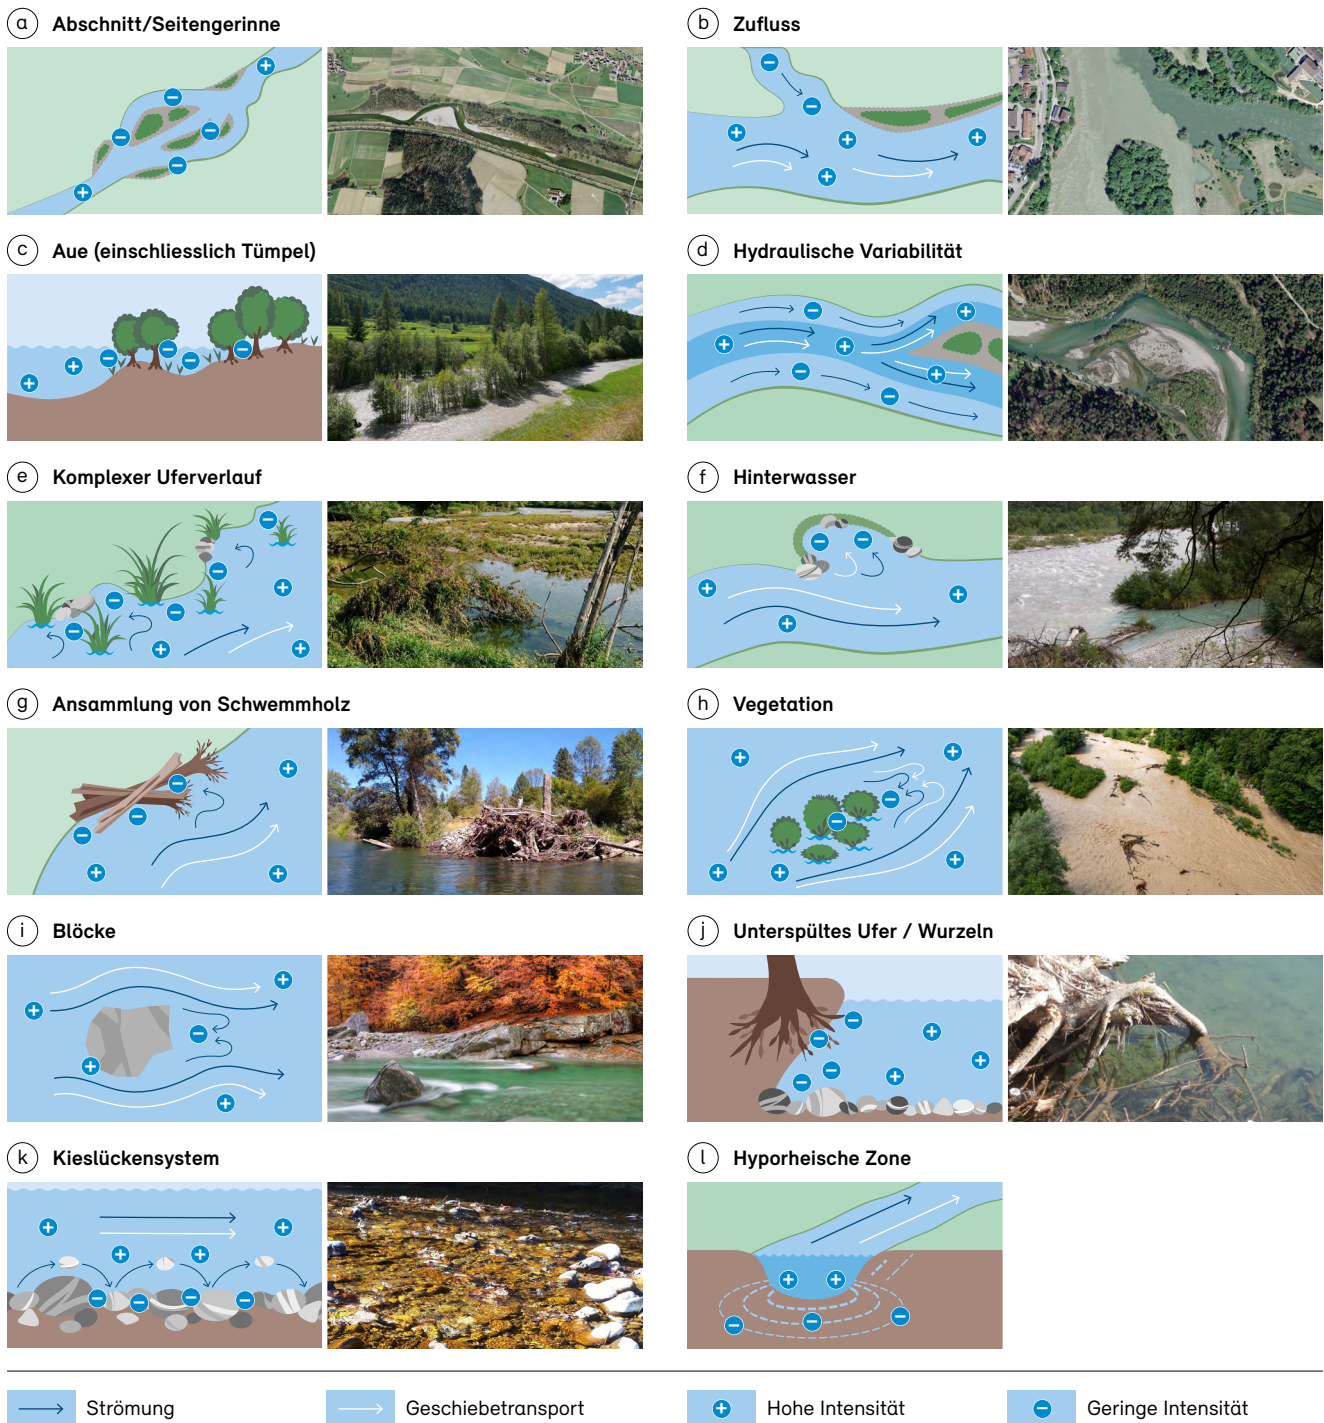 a Abschnitt/Seitengerinne
b Zufluss
c Aue (einschliesslich Tümpel)
d Hydraulische Variabilität
e Komplexer Uferverlauf
f Hinterwasser
g Ansammlung von Schwemmholz
h Vegetation
i Blöcke
j Unterspültes Ufer / Wurzeln
k Kieslückensystem
l Hyporheische Zone
Strömung
Geschiebetransport
Hohe Intensität
Geringe Intensität